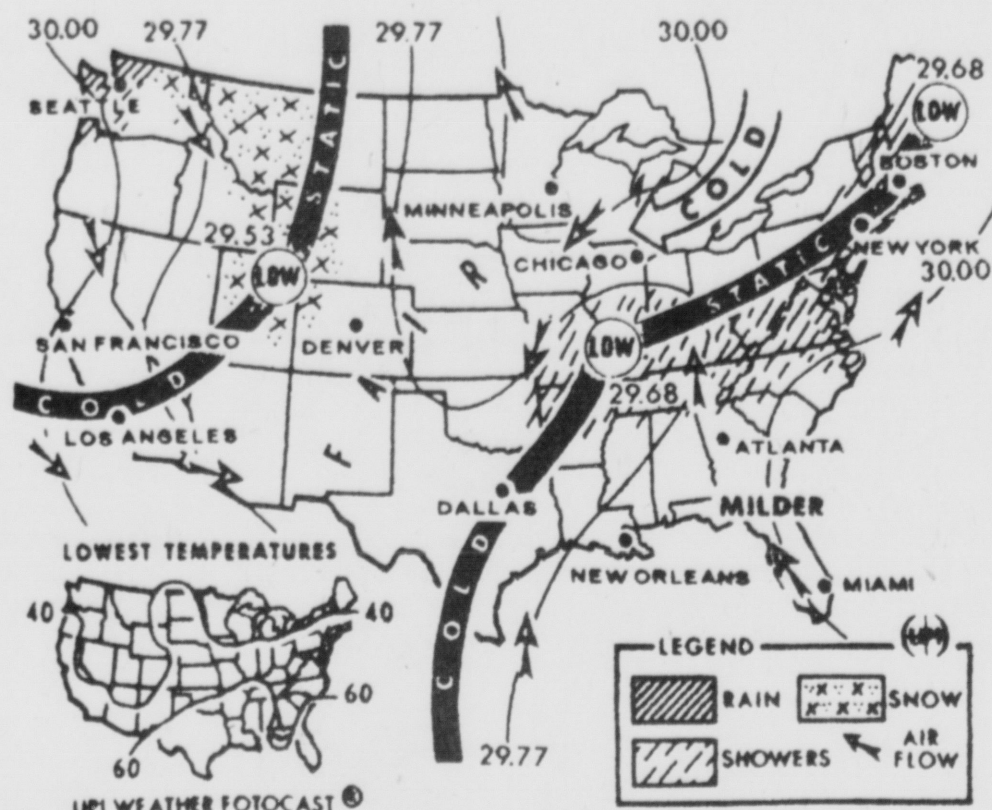 30.00 29.77 29.77 30.00
29.68
STATIC
LOW
SEATTLE
COLD
BOSTON
MINNEAPOLIS
29.53
LOW
STATIC
NEW YORK
CHICAGO
30.00
R
SAN FRANCISCO
DENVER
LOW
29.68
COLD
LOS ANGELES
F
ATLANTA
DALLAS
MILDER
COLD
NEW ORLEANS
MIAMI
29.77
LOWEST TEMPERATURES
40 40
60
60
UPI WEATHER FOTOCAST ®
UPI
LEGEND
RAIN SNOW
SHOWERS AIR
FLOW